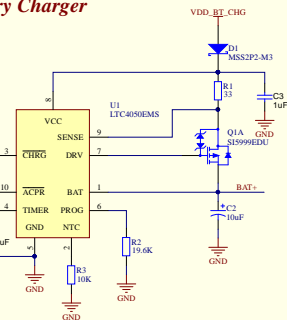 ry Charger
VDD_BT_CHG
D1
MSS2P2-M3
R1
33
C3
1uF
GND
U1
LTC4050EMS
8
VCC
SENSE
9
Q1A
SI5999EDU
3
CHRG
DRV
7
10
ACPR
BAT
1
BAT+
4
TIMER
PROG
6
C2
10uF
GND
NTC
uF
5
2
R2
19.6K
GND
R3
10K
GND
GND
GND